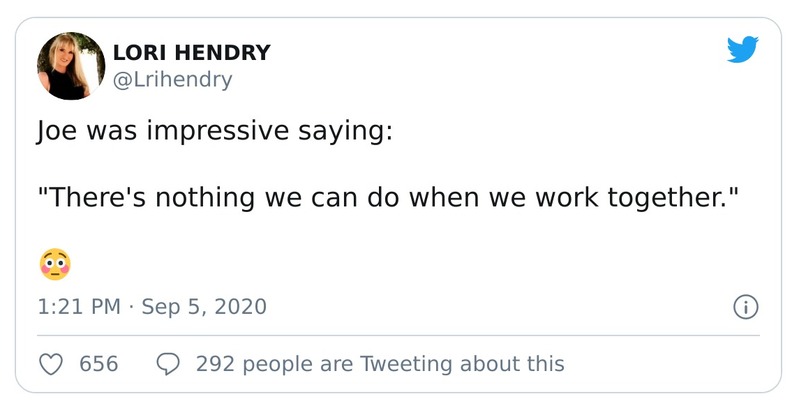 LORI HENDRY
@Lrihendry
Joe was impressive saying:
"There's nothing we can do when we work together."
😳
1:21 PM · Sep 5, 2020
656
292 people are Tweeting about this